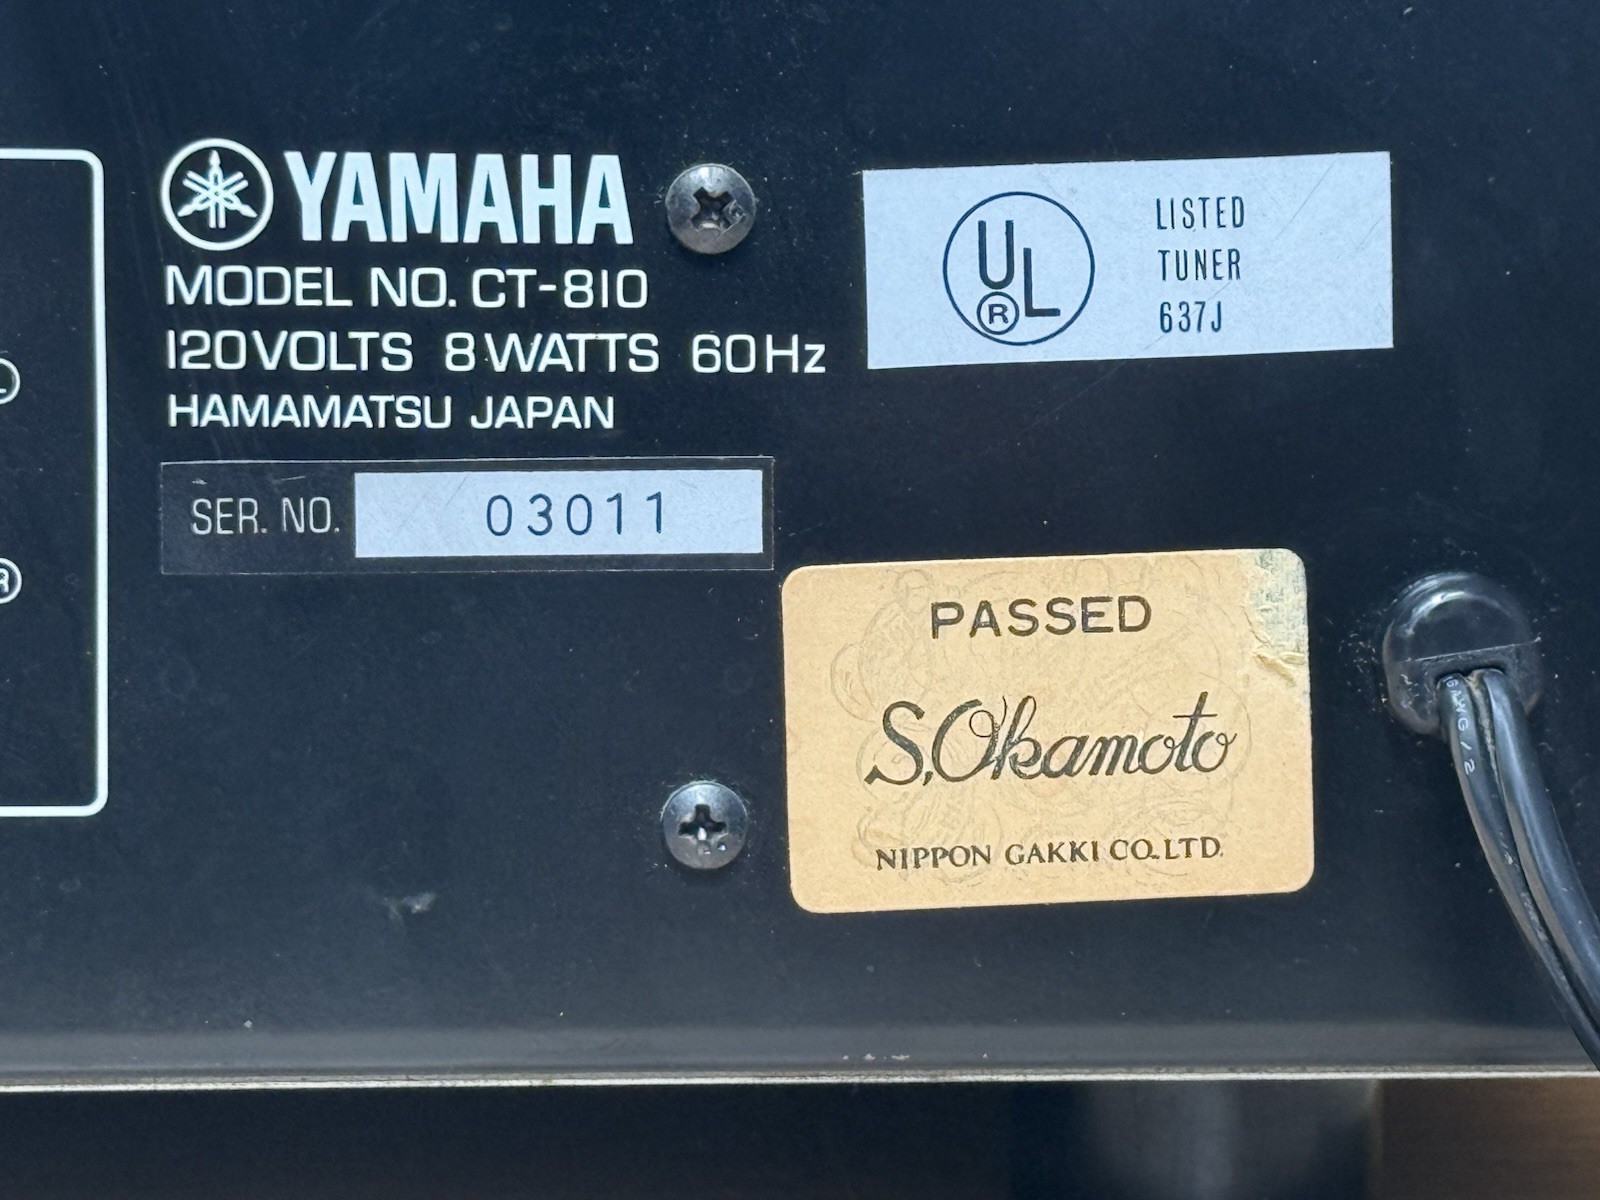 YAMAHA
MODEL NO. CT-810
120VOLTS 8WATTS 60Hz
HAMAMATSU JAPAN
SER. NO. 03011
UL
®
LISTED
TUNER
637J
PASSED
S.Okamoto
NIPPON GAKKI CO.LTD.
L
R